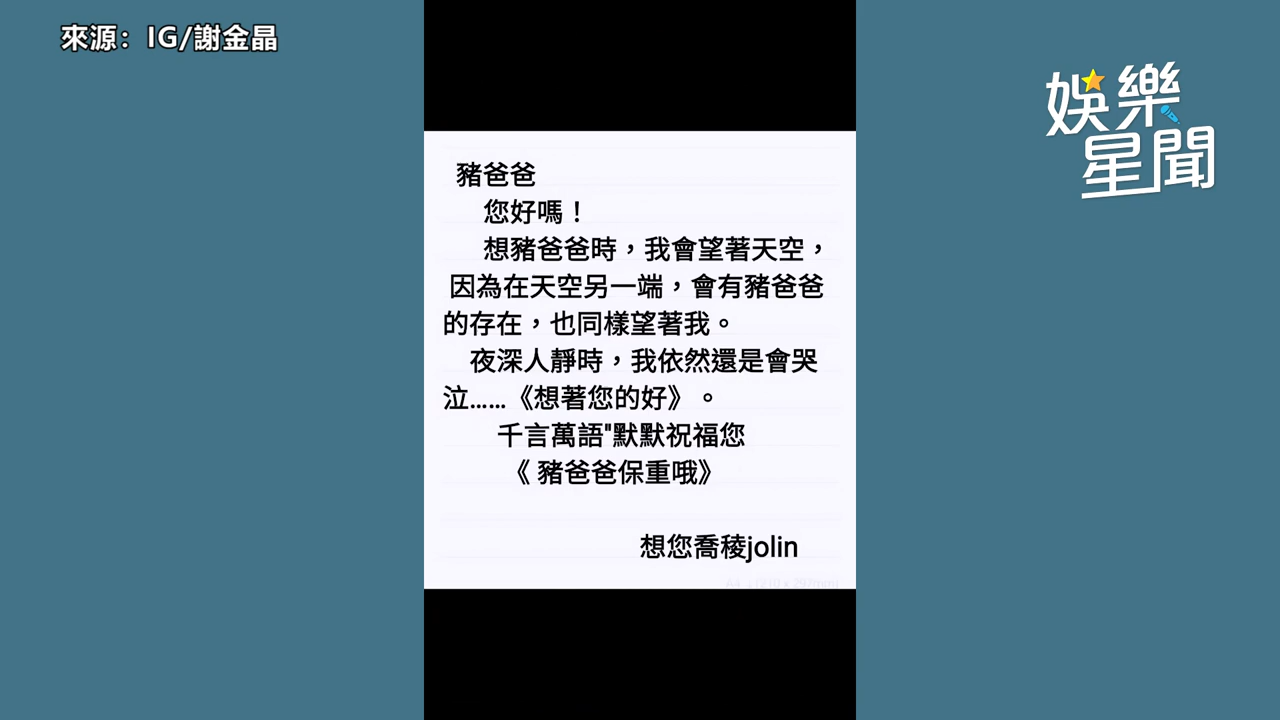 來源：IG/謝金晶
娛樂
星聞
豬爸爸
您好嗎！
想豬爸爸時，我會望著天空，
因為在天空另一端，會有豬爸爸
的存在，也同樣望著我。
夜深人靜時，我依然還是會哭
泣……《想著您的好》。
千言萬語"默默祝福您
《 豬爸爸保重哦》
想您喬稜jolin
A4 (210 x 297mm)